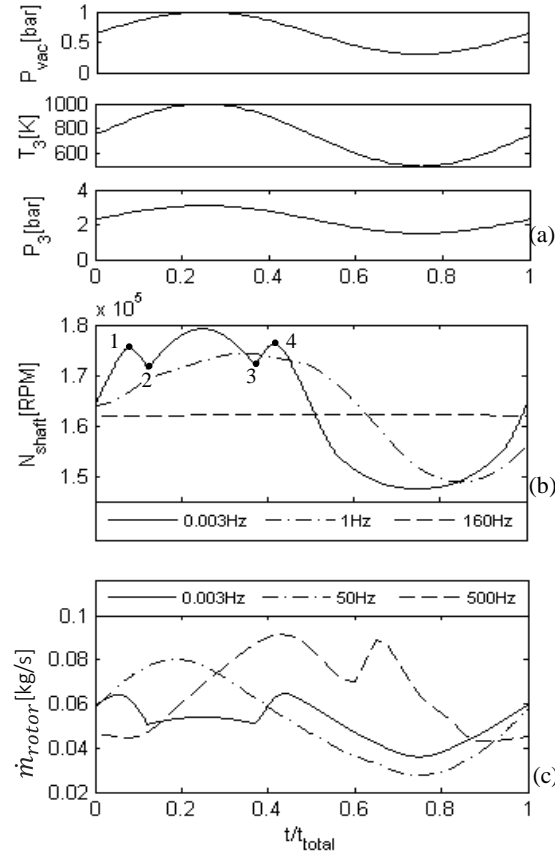 P_vac[bar]
1
0.5
0
T_3[K]
1000
800
600
P_3[bar]
4
2
0
0 0.2 0.4 0.6 0.8 1
(a)
x 10^5
N_shaft[RPM]
1.8
1.7
1.6
1.5
1
2
3
4
0.003Hz 1Hz 160Hz
(b)
0.003Hz 50Hz 500Hz
ṁ_rotor[kg/s]
0.1
0.08
0.06
0.04
0.02
(c)
0 0.2 0.4 0.6 0.8 1
t/t_total